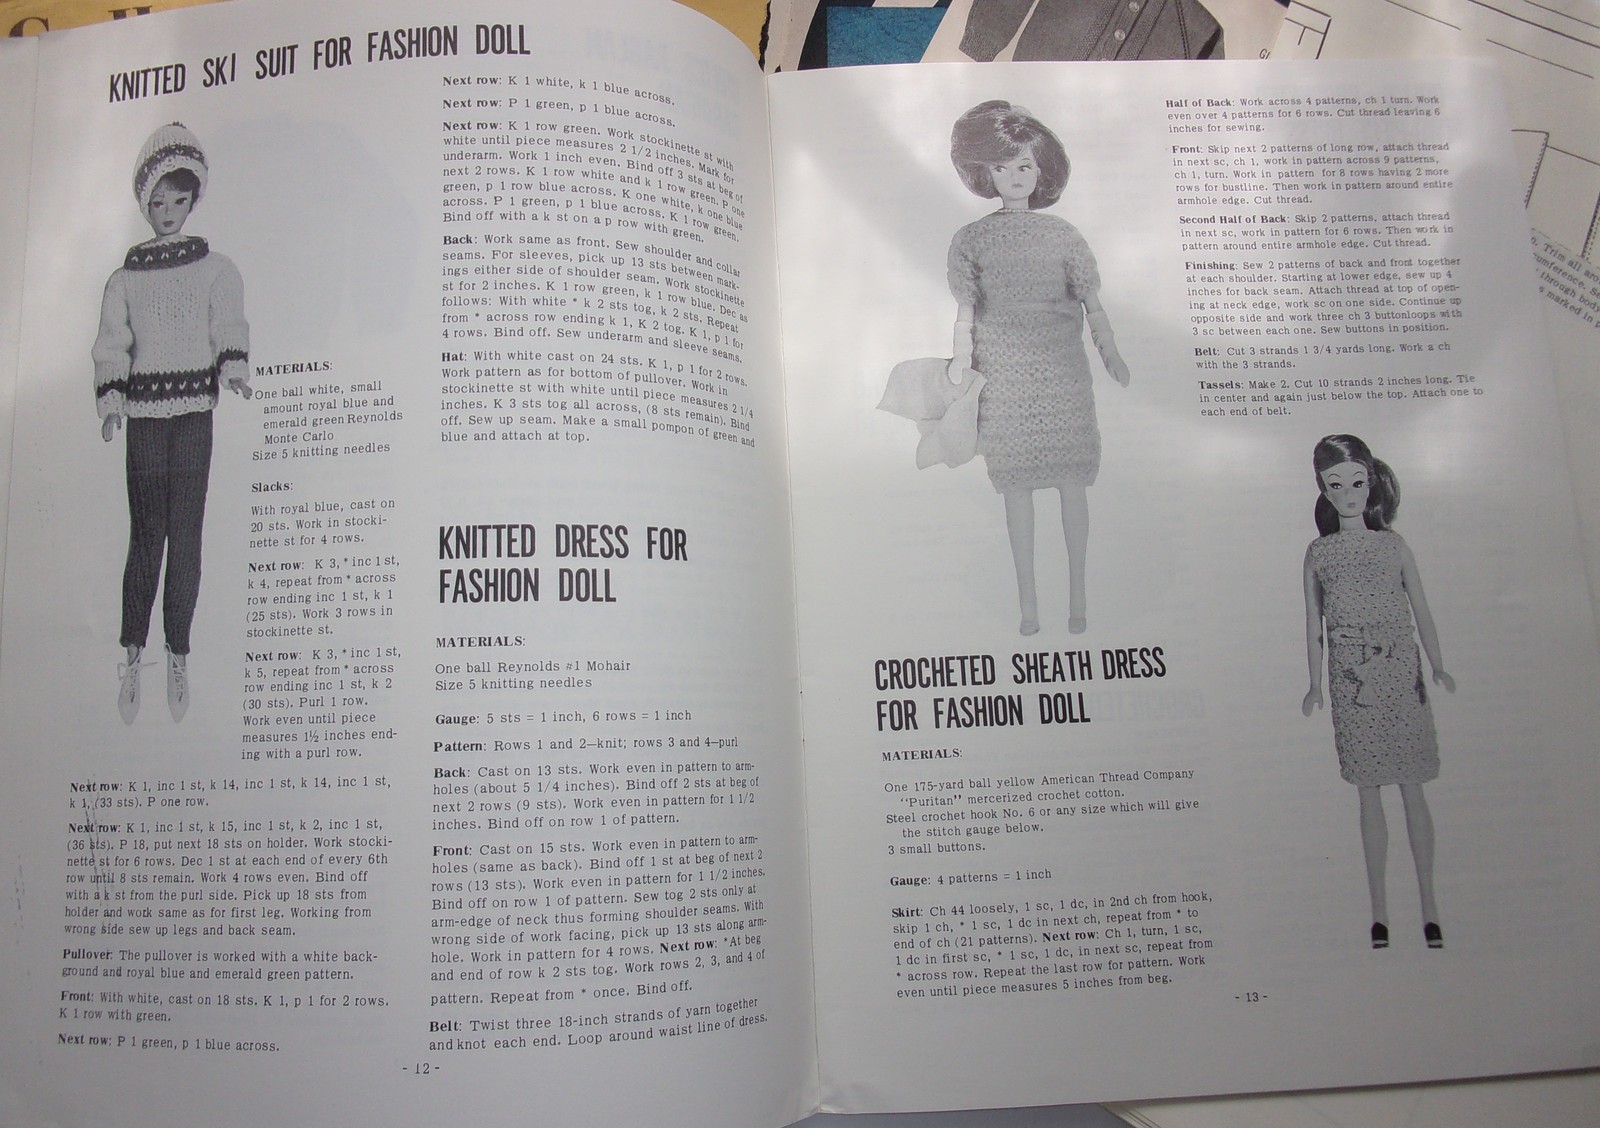 KNITTED SKI SUIT FOR FASHION DOLL
MATERIALS:
One ball white, small
amount royal blue and
emerald green Reynolds
Monte Carlo
Size 5 knitting needles
Slacks:
With royal blue, cast on
20 sts. Work in stocki-
nette st for 4 rows.
Next row: K 3, * inc 1 st,
k 4, repeat from * across
row ending inc 1 st, k 1
(25 sts). Work 3 rows in
stockinette st.
Next row: K 3, * inc 1 st,
k 5, repeat from * across
row ending inc 1 st, k 2
(30 sts). Purl 1 row.
Work even until piece
measures 1½ inches end-
ing with a purl row.
Next row: K 1, inc 1 st, k 14, inc 1 st, k 14, inc 1 st,
k 1, (33 sts). P one row.
Next row: K 1, inc 1 st, k 15, inc 1 st, k 2, inc 1 st,
(36 sts). P 18, put next 18 sts on holder. Work stocki-
nette st for 6 rows. Dec 1 st at each end of every 6th
row until 8 sts remain. Work 4 rows even. Bind off
with a k st from the purl side. Pick up 18 sts from
holder and work same as for first leg. Working from
wrong side sew up legs and back seam.
Pullover: The pullover is worked with a white back-
ground and royal blue and emerald green pattern.
Front: With white, cast on 18 sts. K 1, p 1 for 2 rows.
K 1 row with green.
Next row: P 1 green, p 1 blue across.
Next row: K 1 white, k 1 blue across.
Next row: P 1 green, p 1 blue across.
Next row: K 1 row green. Work stockinette st with
white until piece measures 2 1/2 inches. Mark for
underarm. Work 1 inch even. Bind off 3 sts at beg of
next 2 rows. K 1 row white and k 1 row green. P one
green, p 1 row blue across. K one white, k one blue
across. P 1 green, p 1 blue across. K 1 row green.
Bind off with a k st on a p row with green.
Back: Work same as front. Sew shoulder and collar
seams. For sleeves, pick up 13 sts between mark-
ings either side of shoulder seam. Work stockinette
st for 2 inches. K 1 row green, k 1 row blue. Dec as
follows: With white * k 2 sts tog, k 2 sts. Repeat
from * across row ending k 1, K 2 tog. K 1, p 1 for
4 rows. Bind off. Sew underarm and sleeve seams.
Hat: With white cast on 24 sts. K 1, p 1 for 2 rows.
Work pattern as for bottom of pullover. Work in
stockinette st with white until piece measures 2 1/4
inches. K 3 sts tog all across, (8 sts remain). Bind
off. Sew up seam. Make a small pompon of green and
blue and attach at top.
KNITTED DRESS FOR
FASHION DOLL
MATERIALS:
One ball Reynolds #1 Mohair
Size 5 knitting needles
Gauge: 5 sts = 1 inch, 6 rows = 1 inch
Pattern: Rows 1 and 2—knit; rows 3 and 4—purl
Back: Cast on 13 sts. Work even in pattern to arm-
holes (about 5 1/4 inches). Bind off 2 sts at beg of
next 2 rows (9 sts). Work even in pattern for 1 1/2
inches. Bind off on row 1 of pattern.
Front: Cast on 15 sts. Work even in pattern to arm-
holes (same as back). Bind off 1 st at beg of next 2
rows (13 sts). Work even in pattern for 1 1/2 inches.
Bind off on row 1 of pattern. Sew tog 2 sts only at
arm-edge of neck thus forming shoulder seams. With
wrong side of work facing, pick up 13 sts along arm-
hole. Work in pattern for 4 rows. Next row: *At beg
and end of row k 2 sts tog. Work rows 2, 3, and 4 of
pattern. Repeat from * once. Bind off.
Belt: Twist three 18-inch strands of yarn together
and knot each end. Loop around waist line of dress.
- 12 -
CROCHETED SHEATH DRESS
FOR FASHION DOLL
MATERIALS:
One 175-yard ball yellow American Thread Company
"Puritan" mercerized crochet cotton.
Steel crochet hook No. 6 or any size which will give
the stitch gauge below.
3 small buttons.
Gauge: 4 patterns = 1 inch
Skirt: Ch 44 loosely, 1 sc, 1 dc, in 2nd ch from hook,
skip 1 ch, * 1 sc, 1 dc in next ch, repeat from * to
end of ch (21 patterns). Next row: Ch 1, turn, 1 sc,
1 dc in first sc, * 1 sc, 1 dc, in next sc, repeat from
* across row. Repeat the last row for pattern. Work
even until piece measures 5 inches from beg.
Half of Back: Work across 4 patterns, ch 1 turn. Work
even over 4 patterns for 6 rows. Cut thread leaving 6
inches for sewing.
Front: Skip next 2 patterns of long row, attach thread
in next sc, ch 1, work in pattern across 9 patterns,
ch 1, turn. Work in pattern for 8 rows having 2 more
rows for bustline. Then work in pattern around entire
armhole edge. Cut thread.
Second Half of Back: Skip 2 patterns, attach thread
in next sc, work in pattern for 6 rows. Then work in
pattern around entire armhole edge. Cut thread.
Finishing: Sew 2 patterns of back and front together
at each shoulder. Starting at lower edge, sew up 4
inches for back seam. Attach thread at top of open-
ing at neck edge, work sc on one side. Continue up
opposite side and work three ch 3 buttonloops with
3 sc between each one. Sew buttons in position.
Belt: Cut 3 strands 1 3/4 yards long. Work a ch
with the 3 strands.
Tassels: Make 2. Cut 10 strands 2 inches long. Tie
in center and again just below the top. Attach one to
each end of belt.
- 13 -
Trim all
through body
marked in